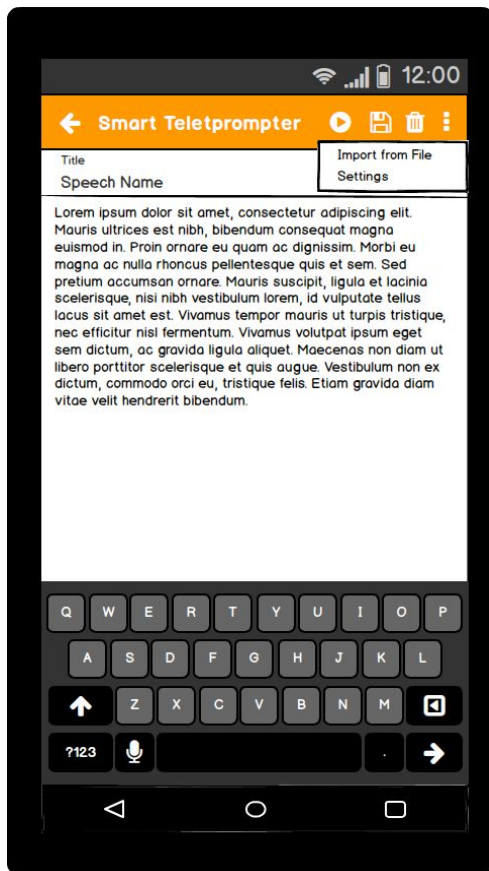 12:00
Smart Teletprompter
Import from File
Settings
Title
Speech Name
Lorem ipsum dolor sit amet, consectetur adipiscing elit.
Mauris ultrices est nibh, bibendum consequat magna
euismod in. Proin ornare eu quam ac dignissim. Morbi eu
magna ac nulla rhoncus pellentesque quis et sem. Sed
pretium accumsan ornare. Mauris suscipit, ligula et lacinia
scelerisque, nisi nibh vestibulum lorem, id vulputate tellus
lacus sit amet est. Vivamus tempor mauris ut turpis tristique,
nec efficitur nisl fermentum. Vivamus volutpat ipsum eget
sem dictum, ac gravida ligula aliquet. Maecenas non diam ut
libero porttitor scelerisque et quis augue. Vestibulum non ex
dictum, commodo orci eu, tristique felis. Etiam gravida diam
vitae velit hendrerit bibendum.
Q W E R T Y U I O P
A S D F G H J K L
Z X C V B N M
?123 .